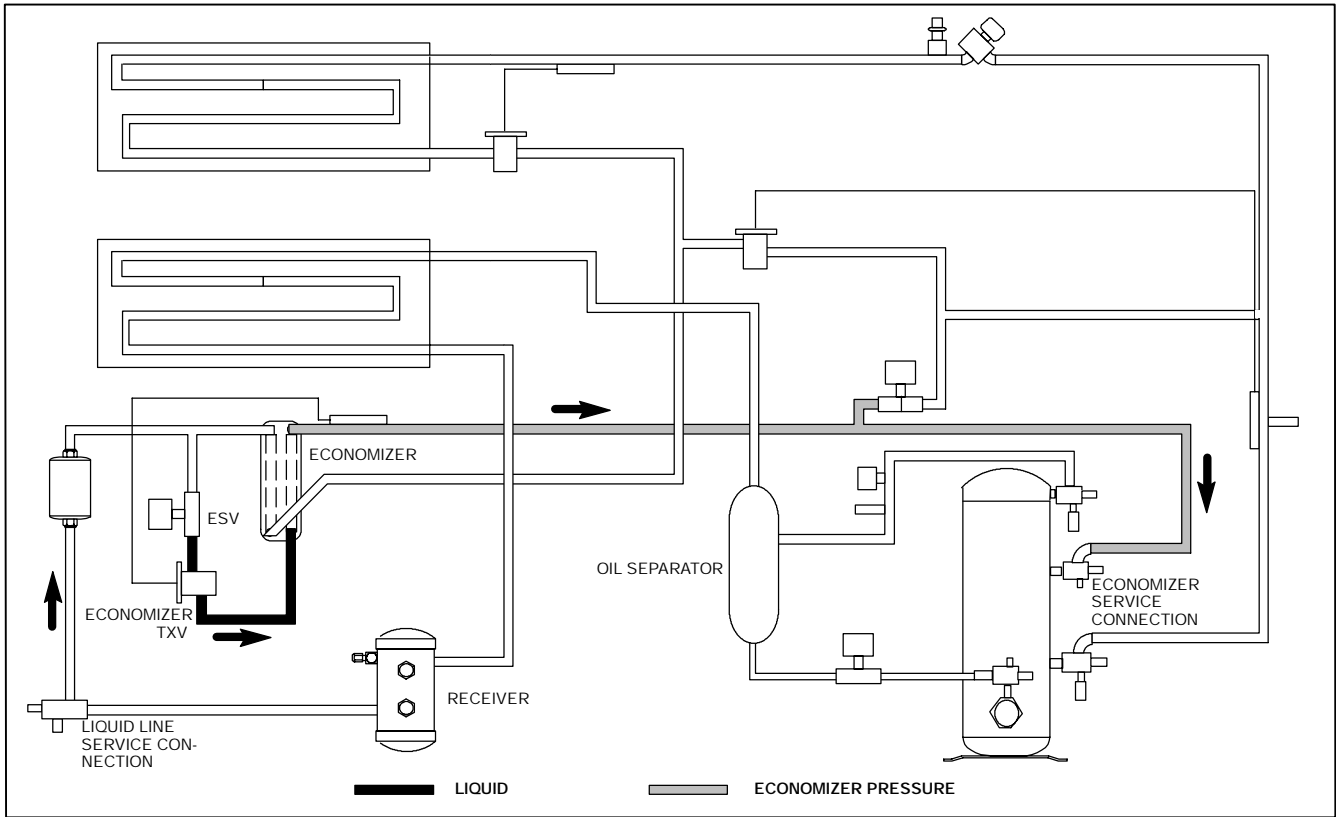 ECONOMIZER
ESV
OIL SEPARATOR
ECONOMIZER
TXV
ECONOMIZER
SERVICE
CONNECTION
RECEIVER
LIQUID LINE
SERVICE CON-
NECTION
LIQUID
ECONOMIZER PRESSURE